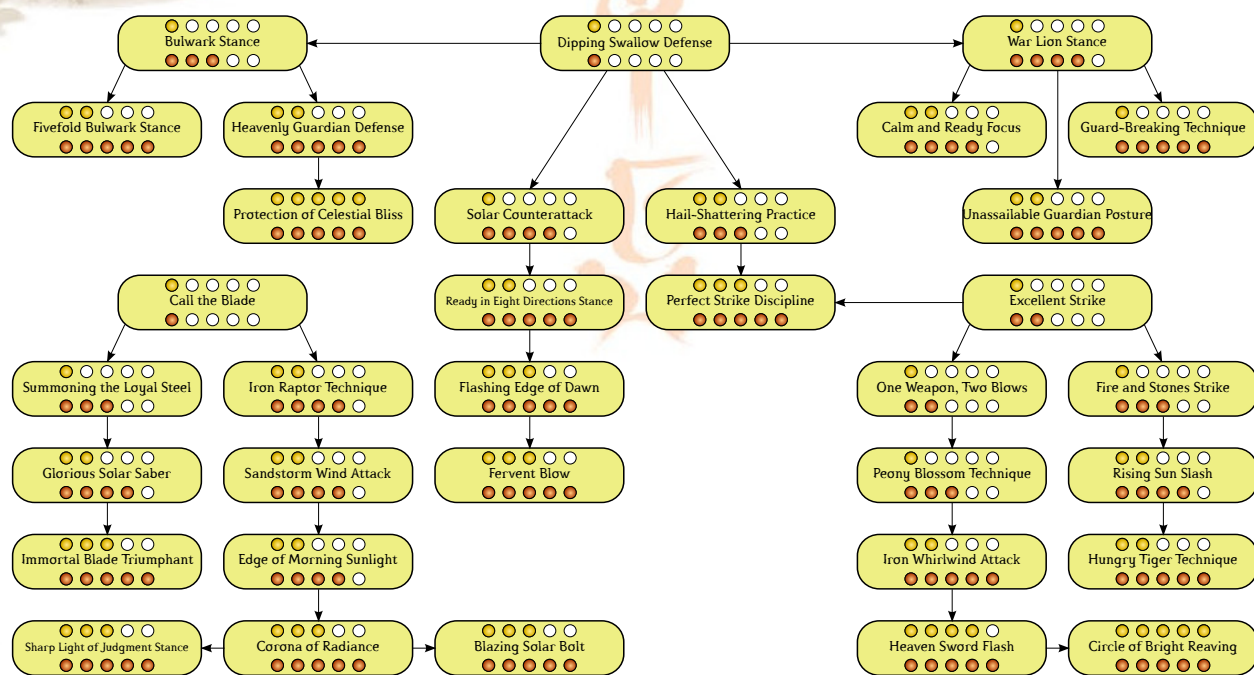 Bulwark Stance
Dipping Swallow Defense
War Lion Stance
Fivefold Bulwark Stance
Heavenly Guardian Defense
Calm and Ready Focus
Guard-Breaking Technique
Protection of Celestial Bliss
Solar Counterattack
Hail-Shattering Practice
Unassailable Guardian Posture
Call the Blade
Ready in Eight Directions Stance
Perfect Strike Discipline
Excellent Strike
Summoning the Loyal Steel
Iron Raptor Technique
Flashing Edge of Dawn
One Weapon, Two Blows
Fire and Stones Strike
Glorious Solar Saber
Sandstorm Wind Attack
Fervent Blow
Peony Blossom Technique
Rising Sun Slash
Immortal Blade Triumphant
Edge of Morning Sunlight
Iron Whirlwind Attack
Hungry Tiger Technique
Sharp Light of Judgment Stance
Corona of Radiance
Blazing Solar Bolt
Heaven Sword Flash
Circle of Bright Reaving